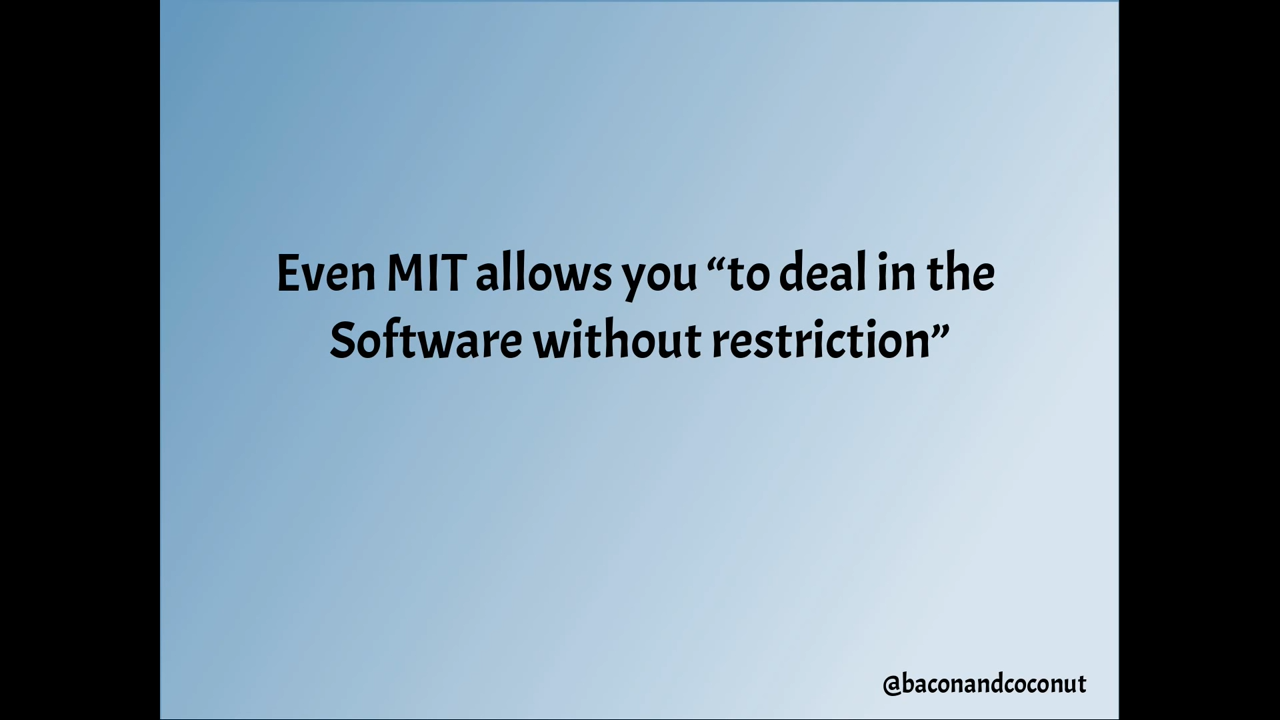 Even MIT allows you “to deal in the
Software without restriction”
@baconandcoconut